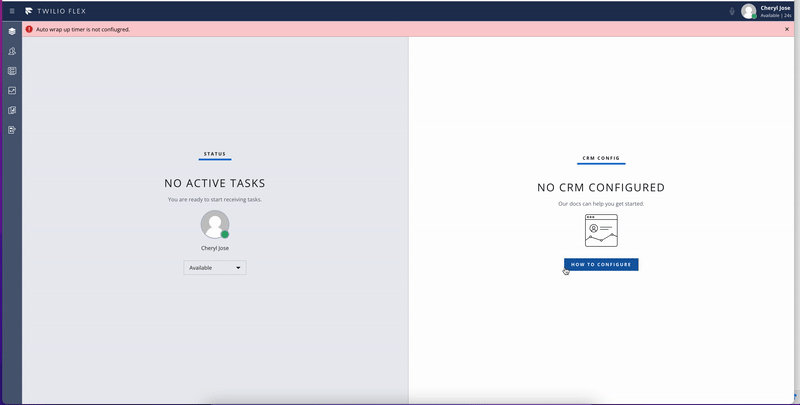 TWILIO FLEX
Cheryl Jose
Available | 24s
Auto wrap up timer is not confiugred.
STATUS
NO ACTIVE TASKS
You are ready to start receiving tasks.
Cheryl Jose
Available
CRM CONFIG
NO CRM CONFIGURED
Our docs can help you get started.
HOW TO CONFIGURE